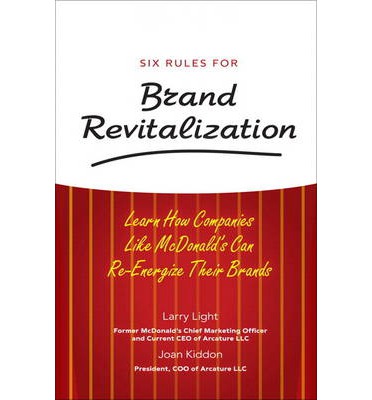 SIX RULES FOR
Brand
Revitalization
Learn How Companies
Like McDonald's Can
Re-Energize Their Brands
Larry Light
Former McDonald's Chief Marketing Officer
and Current CEO of Arcature LLC
Joan Kiddon
President, COO of Arcature LLC